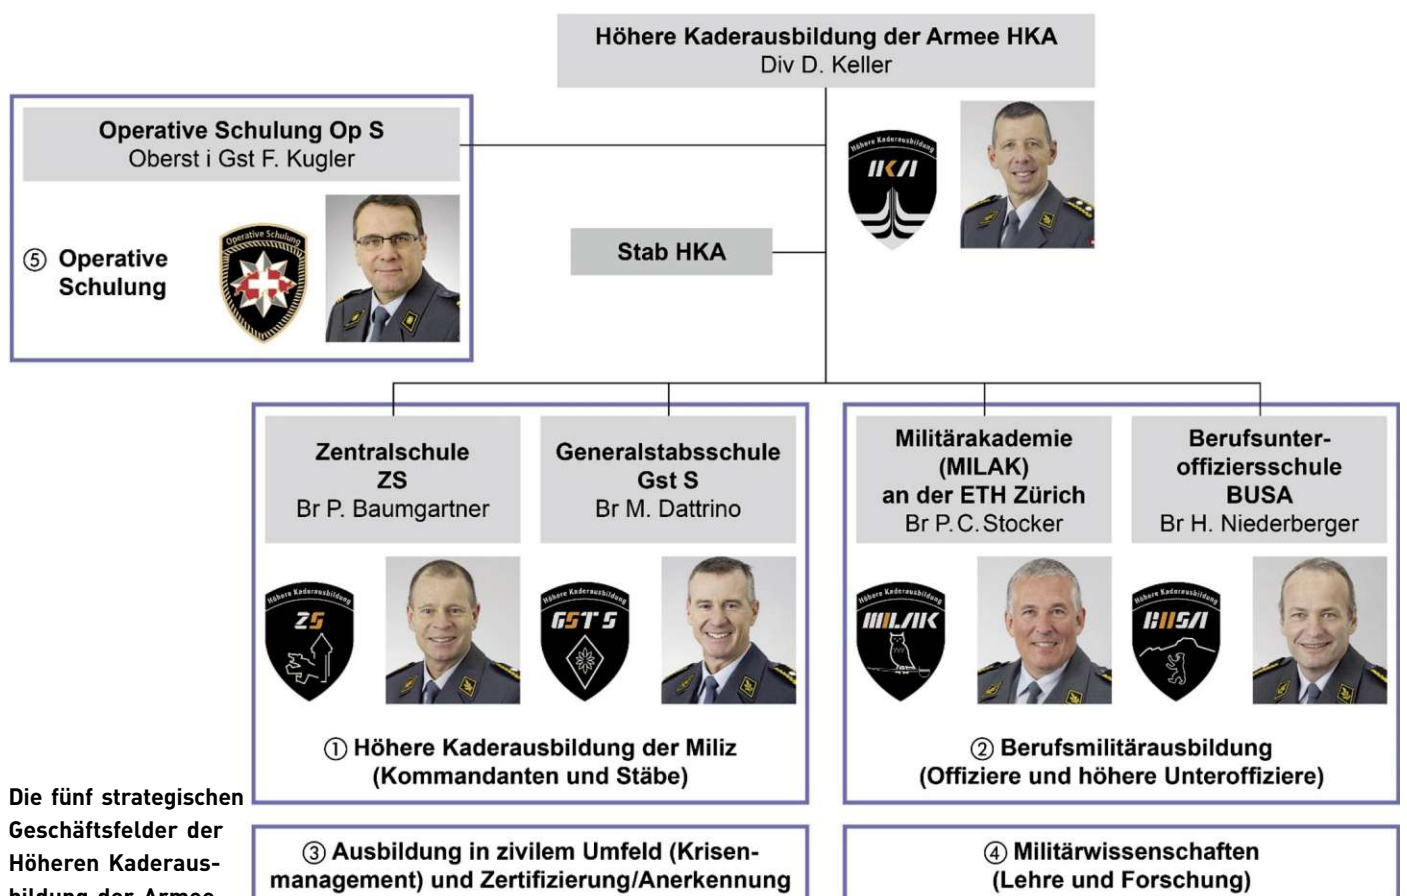 Höhere Kaderausbildung der Armee HKA
Div D. Keller
Operative Schulung Op S
Oberst i Gst F. Kugler
Höhere Kaderausbildung
HKA
⑤ Operative
Schulung
Operative Schulung
Stab HKA
Zentralschule
ZS
Br P. Baumgartner
Generalstabsschule
Gst S
Br M. Dattrino
Militärakademie
(MILAK)
an der ETH Zürich
Br P. C. Stocker
Berufsunter-
offiziersschule
BUSA
Br H. Niederberger
Höhere Kaderausbildung
ZS
Höhere Kaderausbildung
GST S
Höhere Kaderausbildung
MILAK
Höhere Kaderausbildung
BUSA
① Höhere Kaderausbildung der Miliz
(Kommandanten und Stäbe)
② Berufsmilitärausbildung
(Offiziere und höhere Unteroffiziere)
③ Ausbildung in zivilem Umfeld (Krisen-
management) und Zertifizierung/Anerkennung
④ Militärwissenschaften
(Lehre und Forschung)
Die fünf strategischen
Geschäftsfelder der
Höheren Kaderaus-
bildung der Armee